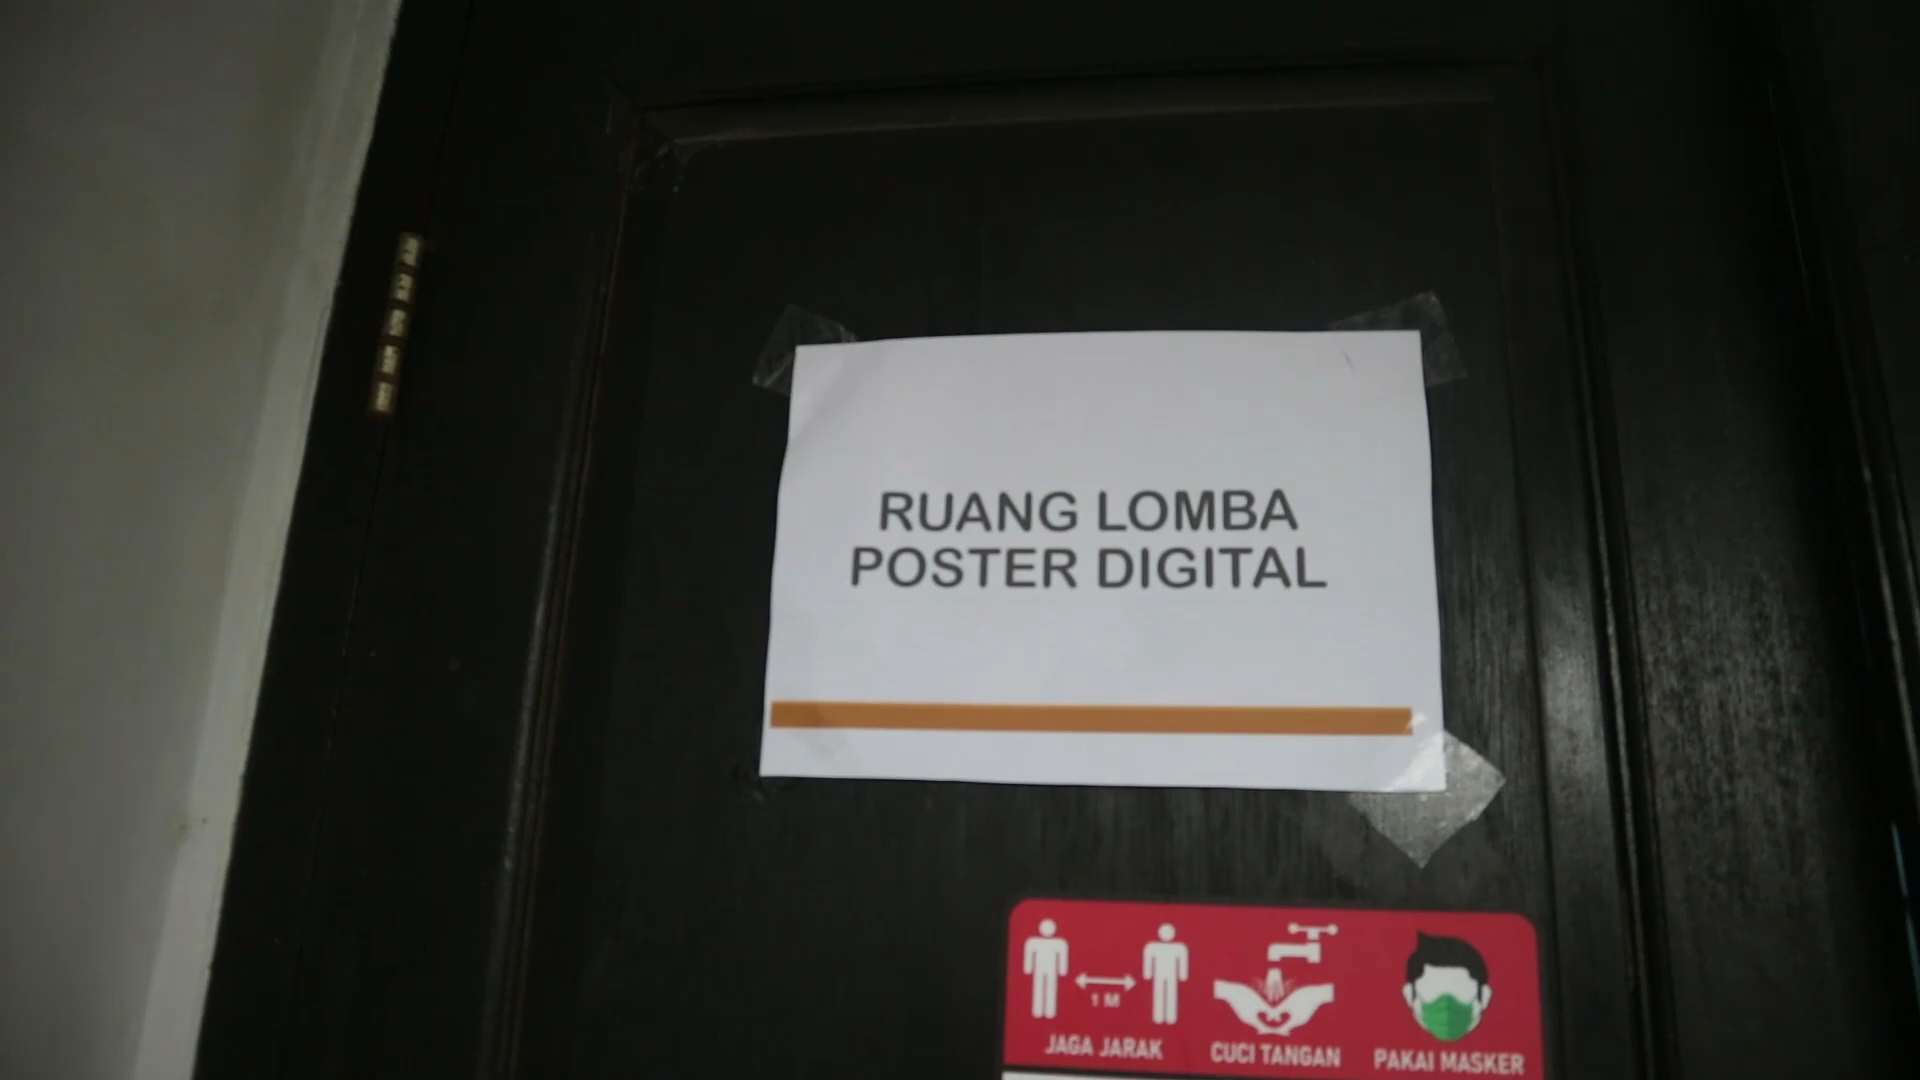 RUANG LOMBA
POSTER DIGITAL
1 M
JAGA JARAK
CUCI TANGAN
PAKAI MASKER